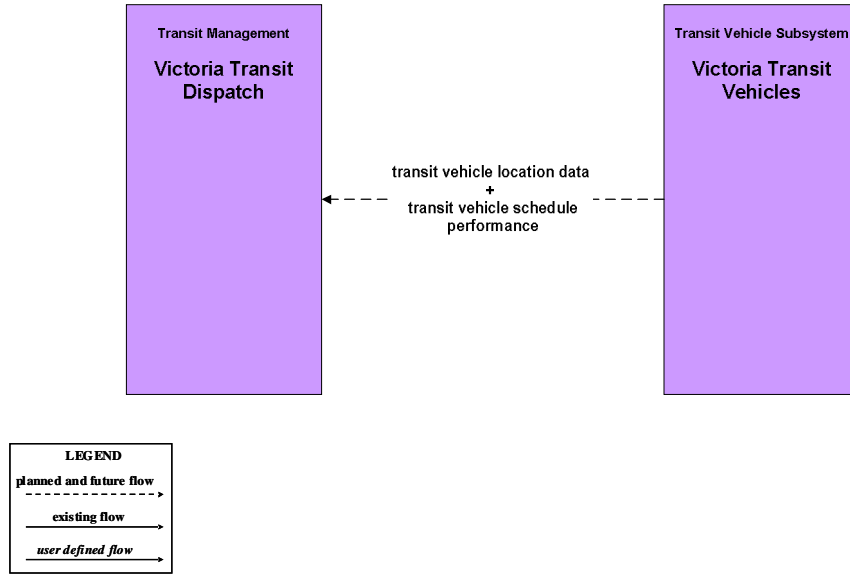 Transit Management
Victoria Transit
Dispatch
Transit Vehicle Subsystem
Victoria Transit
Vehicles
transit vehicle location data
+
transit vehicle schedule
performance
LEGEND
planned and future flow
existing flow
user defined flow